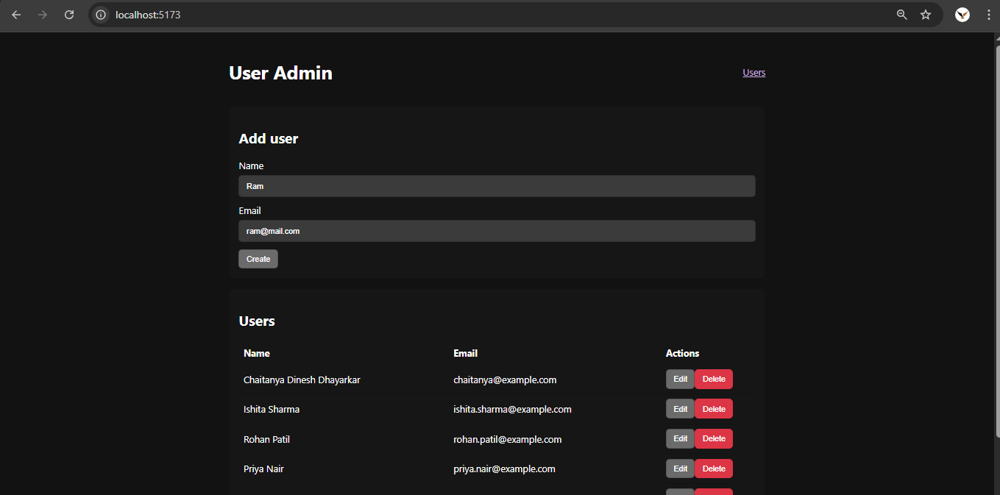 localhost:5173
User Admin Users
Add user
Name
Ram
Email
ram@mail.com
Create
Users
Name Email Actions
Chaitanya Dinesh Dhayarkar chaitanya@example.com Edit Delete
Ishita Sharma ishita.sharma@example.com Edit Delete
Rohan Patil rohan.patil@example.com Edit Delete
Priya Nair priya.nair@example.com Edit Delete